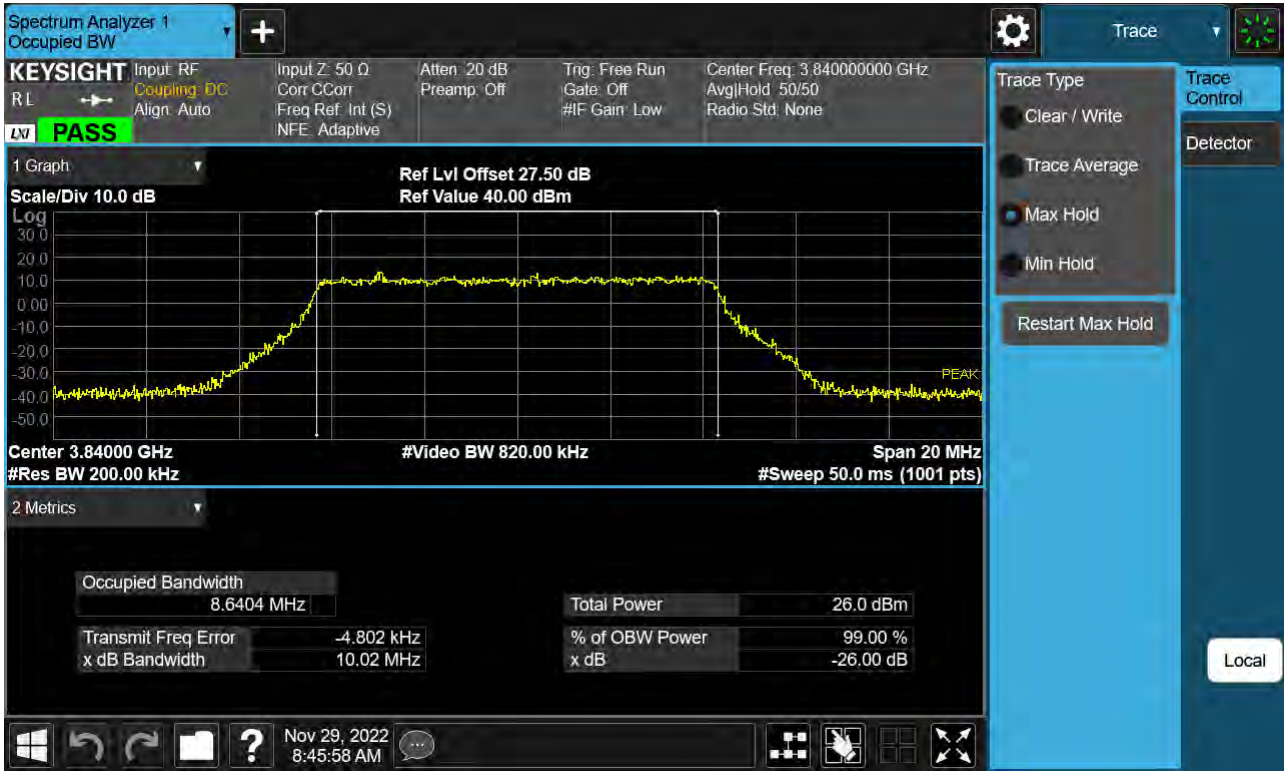 Spectrum Analyzer 1
Occupied BW
+
Trace
KEYSIGHT
RL
LXI
PASS
Input: RF
Coupling: DC
Align: Auto
Input Z: 50 Ω
Corr CCorr
Freq Ref: Int (S)
NFE: Adaptive
Atten: 20 dB
Preamp: Off
Trig: Free Run
Gate: Off
#IF Gain: Low
Center Freq: 3.840000000 GHz
Avg|Hold: 50/50
Radio Std: None
Trace Type
Clear / Write
Trace Average
Max Hold
Min Hold
Restart Max Hold
Trace
Control
Detector
Local
1 Graph
Scale/Div 10.0 dB
Ref Lvl Offset 27.50 dB
Ref Value 40.00 dBm
Log
30.0
20.0
10.0
0.00
-10.0
-20.0
-30.0
-40.0
-50.0
PEAK
Center 3.84000 GHz
#Res BW 200.00 kHz
#Video BW 820.00 kHz
Span 20 MHz
#Sweep 50.0 ms (1001 pts)
2 Metrics
Occupied Bandwidth
8.6404 MHz
Transmit Freq Error -4.802 kHz
x dB Bandwidth 10.02 MHz
Total Power 26.0 dBm
% of OBW Power 99.00 %
x dB -26.00 dB
?
Nov 29, 2022
8:45:58 AM